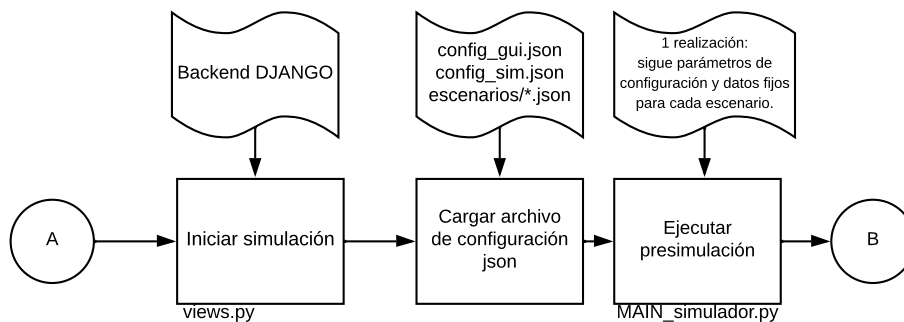 Backend DJANGO
config_gui.json
config_sim.json
escenarios/*.json
1 realización:
sigue parámetros de
configuración y datos fijos
para cada escenario.
A
Iniciar simulación
Cargar archivo
de configuración
json
Ejecutar
presimulación
B
views.py
MAIN_simulador.py